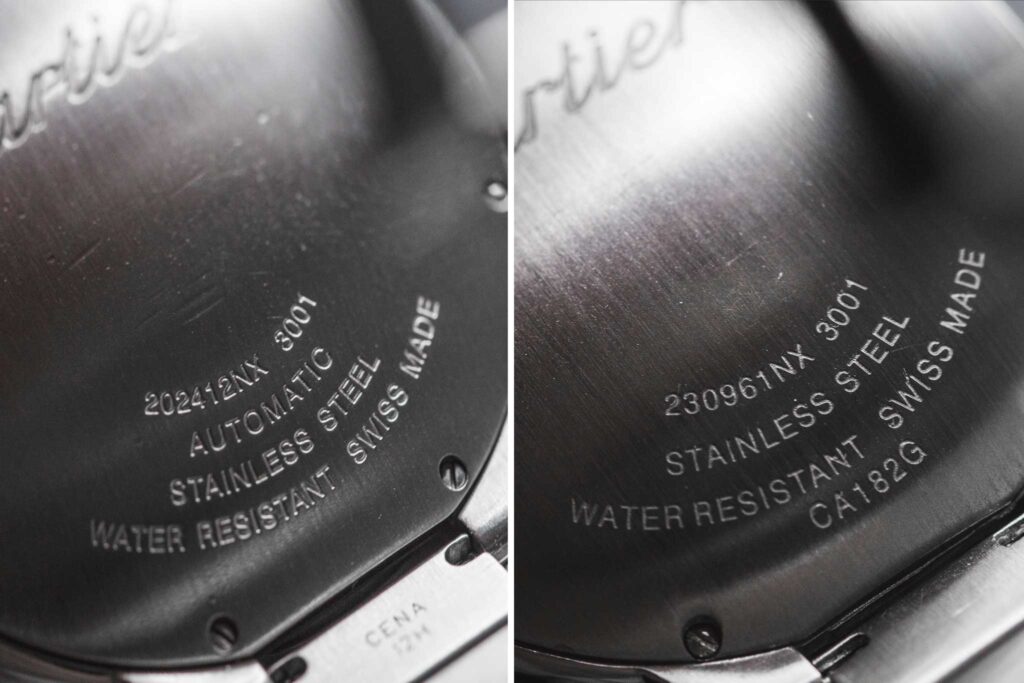 artier
202412NX 3001
AUTOMATIC
STAINLESS STEEL
WATER RESISTANT SWISS MADE
CENA
12H
artier
230961NX 3001
STAINLESS STEEL
WATER RESISTANT SWISS MADE
CA182G